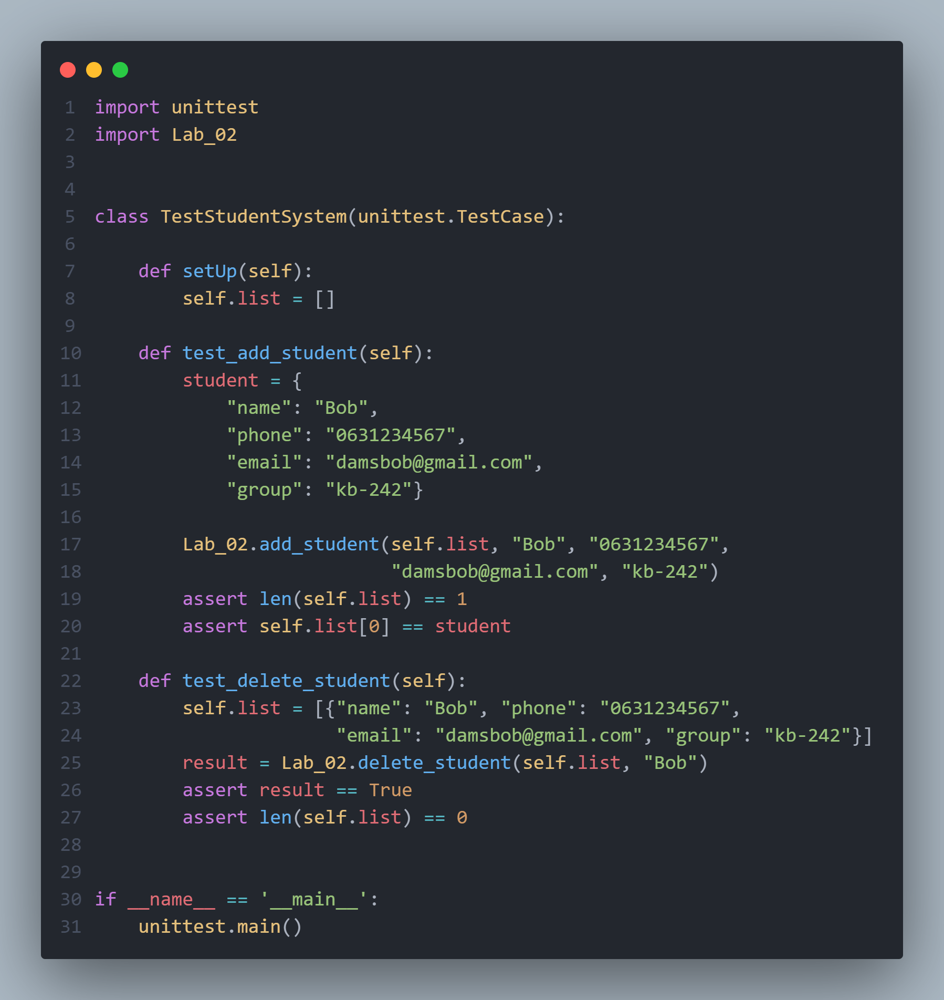 1 import unittest
2 import Lab_02
3
4
5 class TestStudentSystem(unittest.TestCase):
6
7     def setUp(self):
8         self.list = []
9
10     def test_add_student(self):
11         student = {
12             "name": "Bob",
13             "phone": "0631234567",
14             "email": "damsbob@gmail.com",
15             "group": "kb-242"}
16
17         Lab_02.add_student(self.list, "Bob", "0631234567",
18                            "damsbob@gmail.com", "kb-242")
19         assert len(self.list) == 1
20         assert self.list[0] == student
21
22     def test_delete_student(self):
23         self.list = [{"name": "Bob", "phone": "0631234567",
24                       "email": "damsbob@gmail.com", "group": "kb-242"}]
25         result = Lab_02.delete_student(self.list, "Bob")
26         assert result == True
27         assert len(self.list) == 0
28
29
30 if __name__ == '__main__':
31     unittest.main()